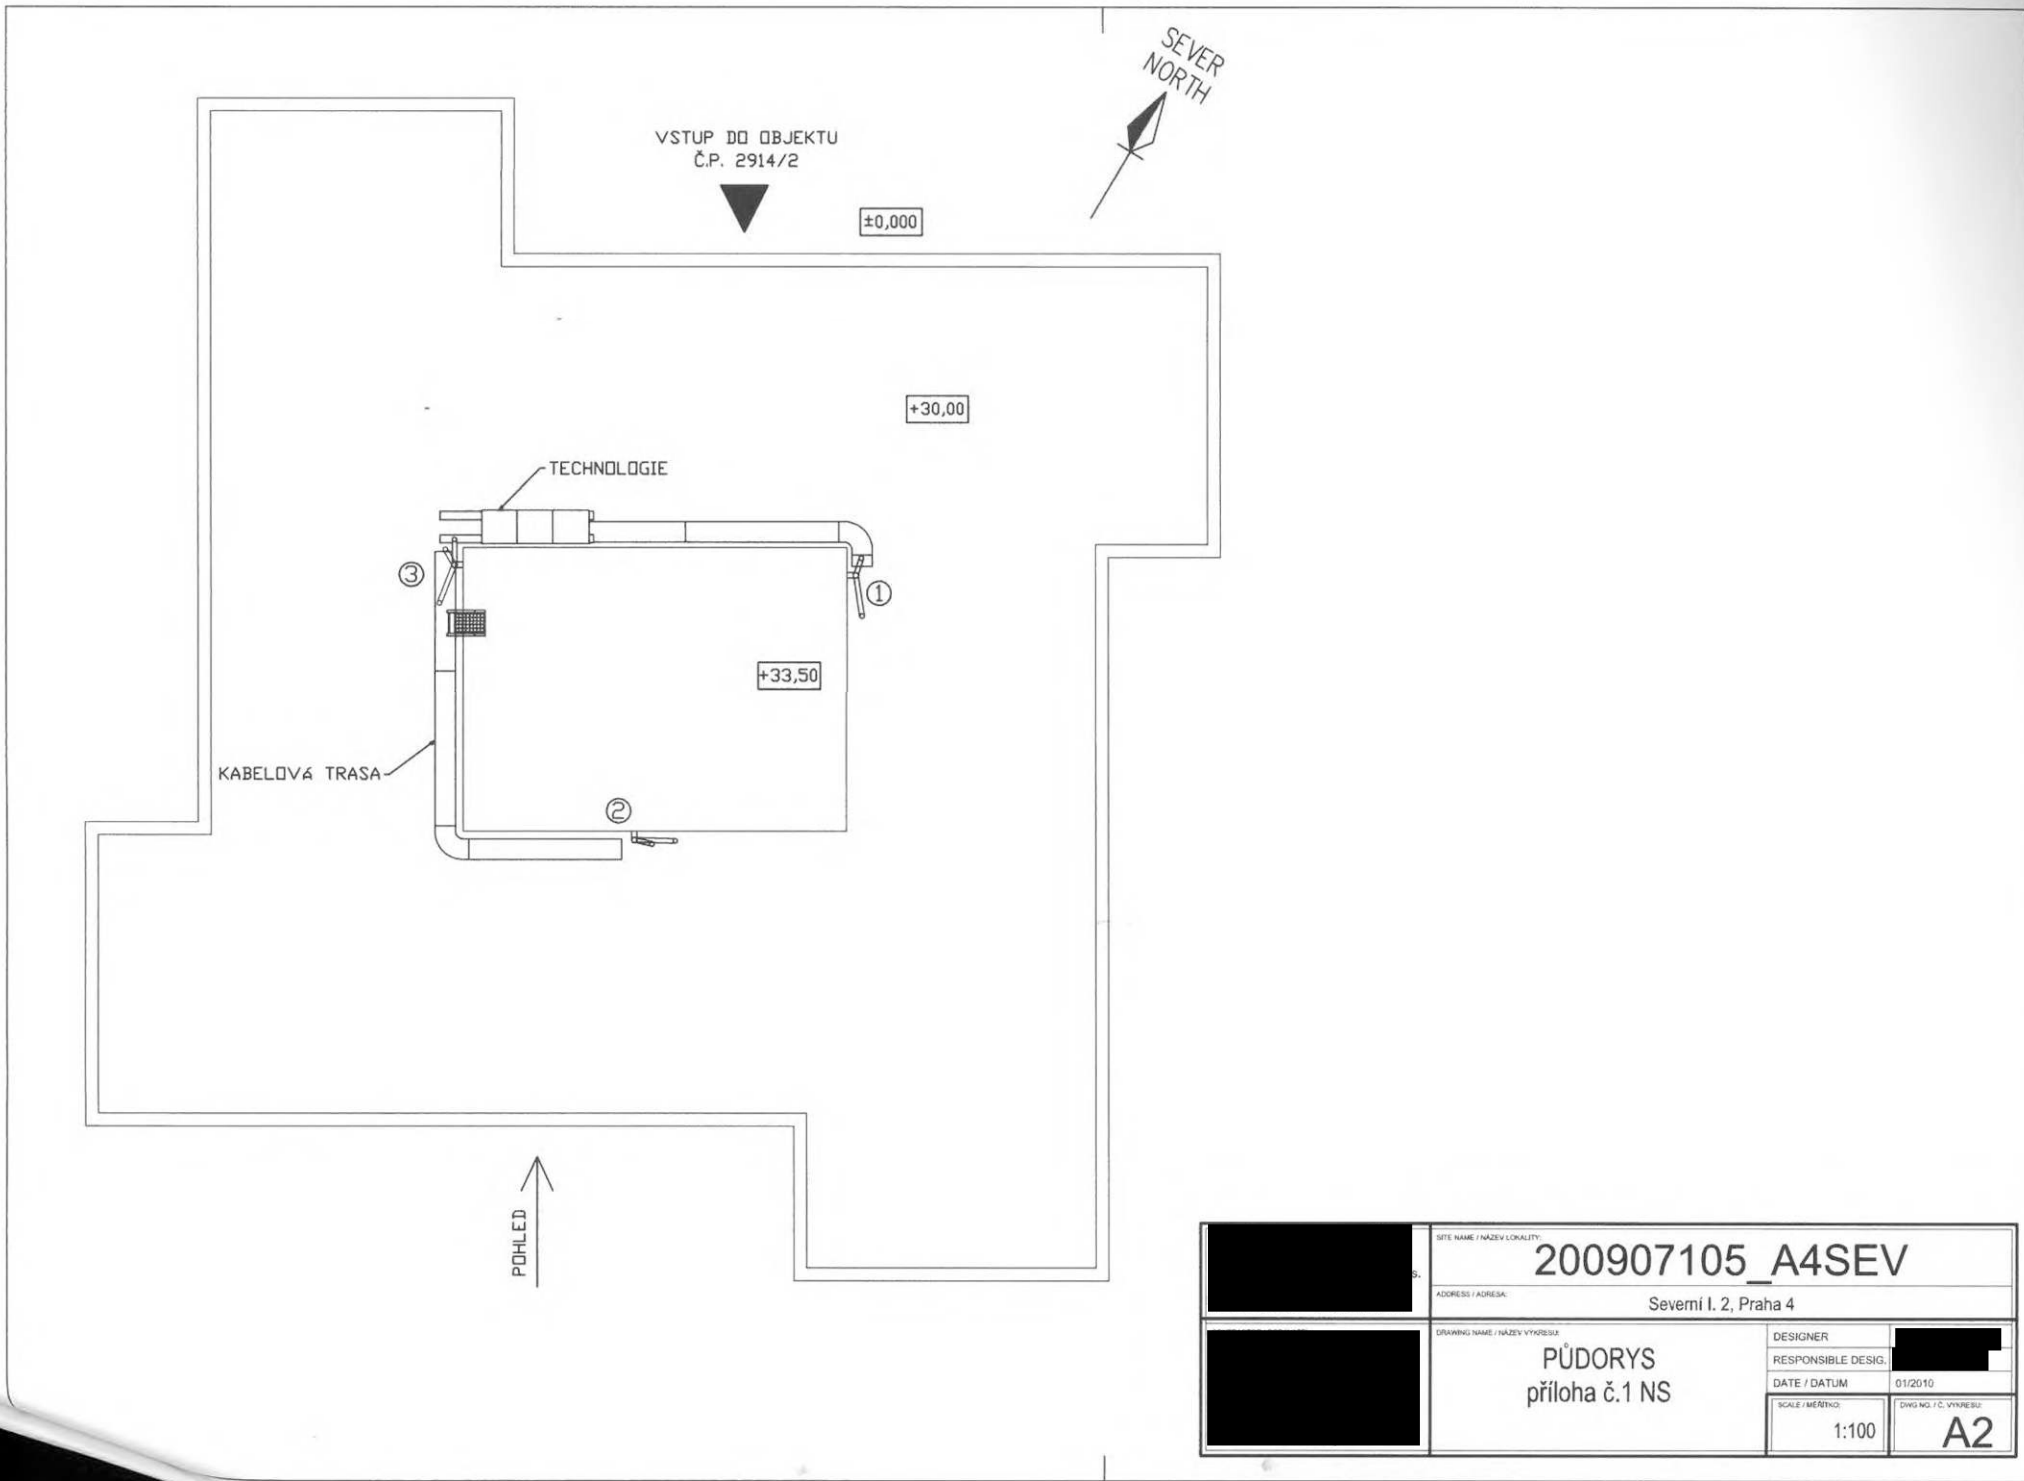 SEVER
NORTH
VSTUP DO OBJEKTU
Č.P. 2914/2
±0,000
+30,00
TECHNOLOGIE
3
1
+33,50
KABELOVÁ TRASA
2
POHLED
S.
SITE NAME / NÁZEV LOKALITY:
200907105_A4SEV
ADDRESS / ADRESA:
Severní I. 2, Praha 4
DRAWING NAME / NÁZEV VÝKRESU:
PŮDORYS
příloha č.1 NS
DESIGNER
RESPONSIBLE DESIG.
DATE / DATUM 01/2010
SCALE / MĚŘÍTKO:
1:100
DWG NO. / Č. VÝKRESU:
A2